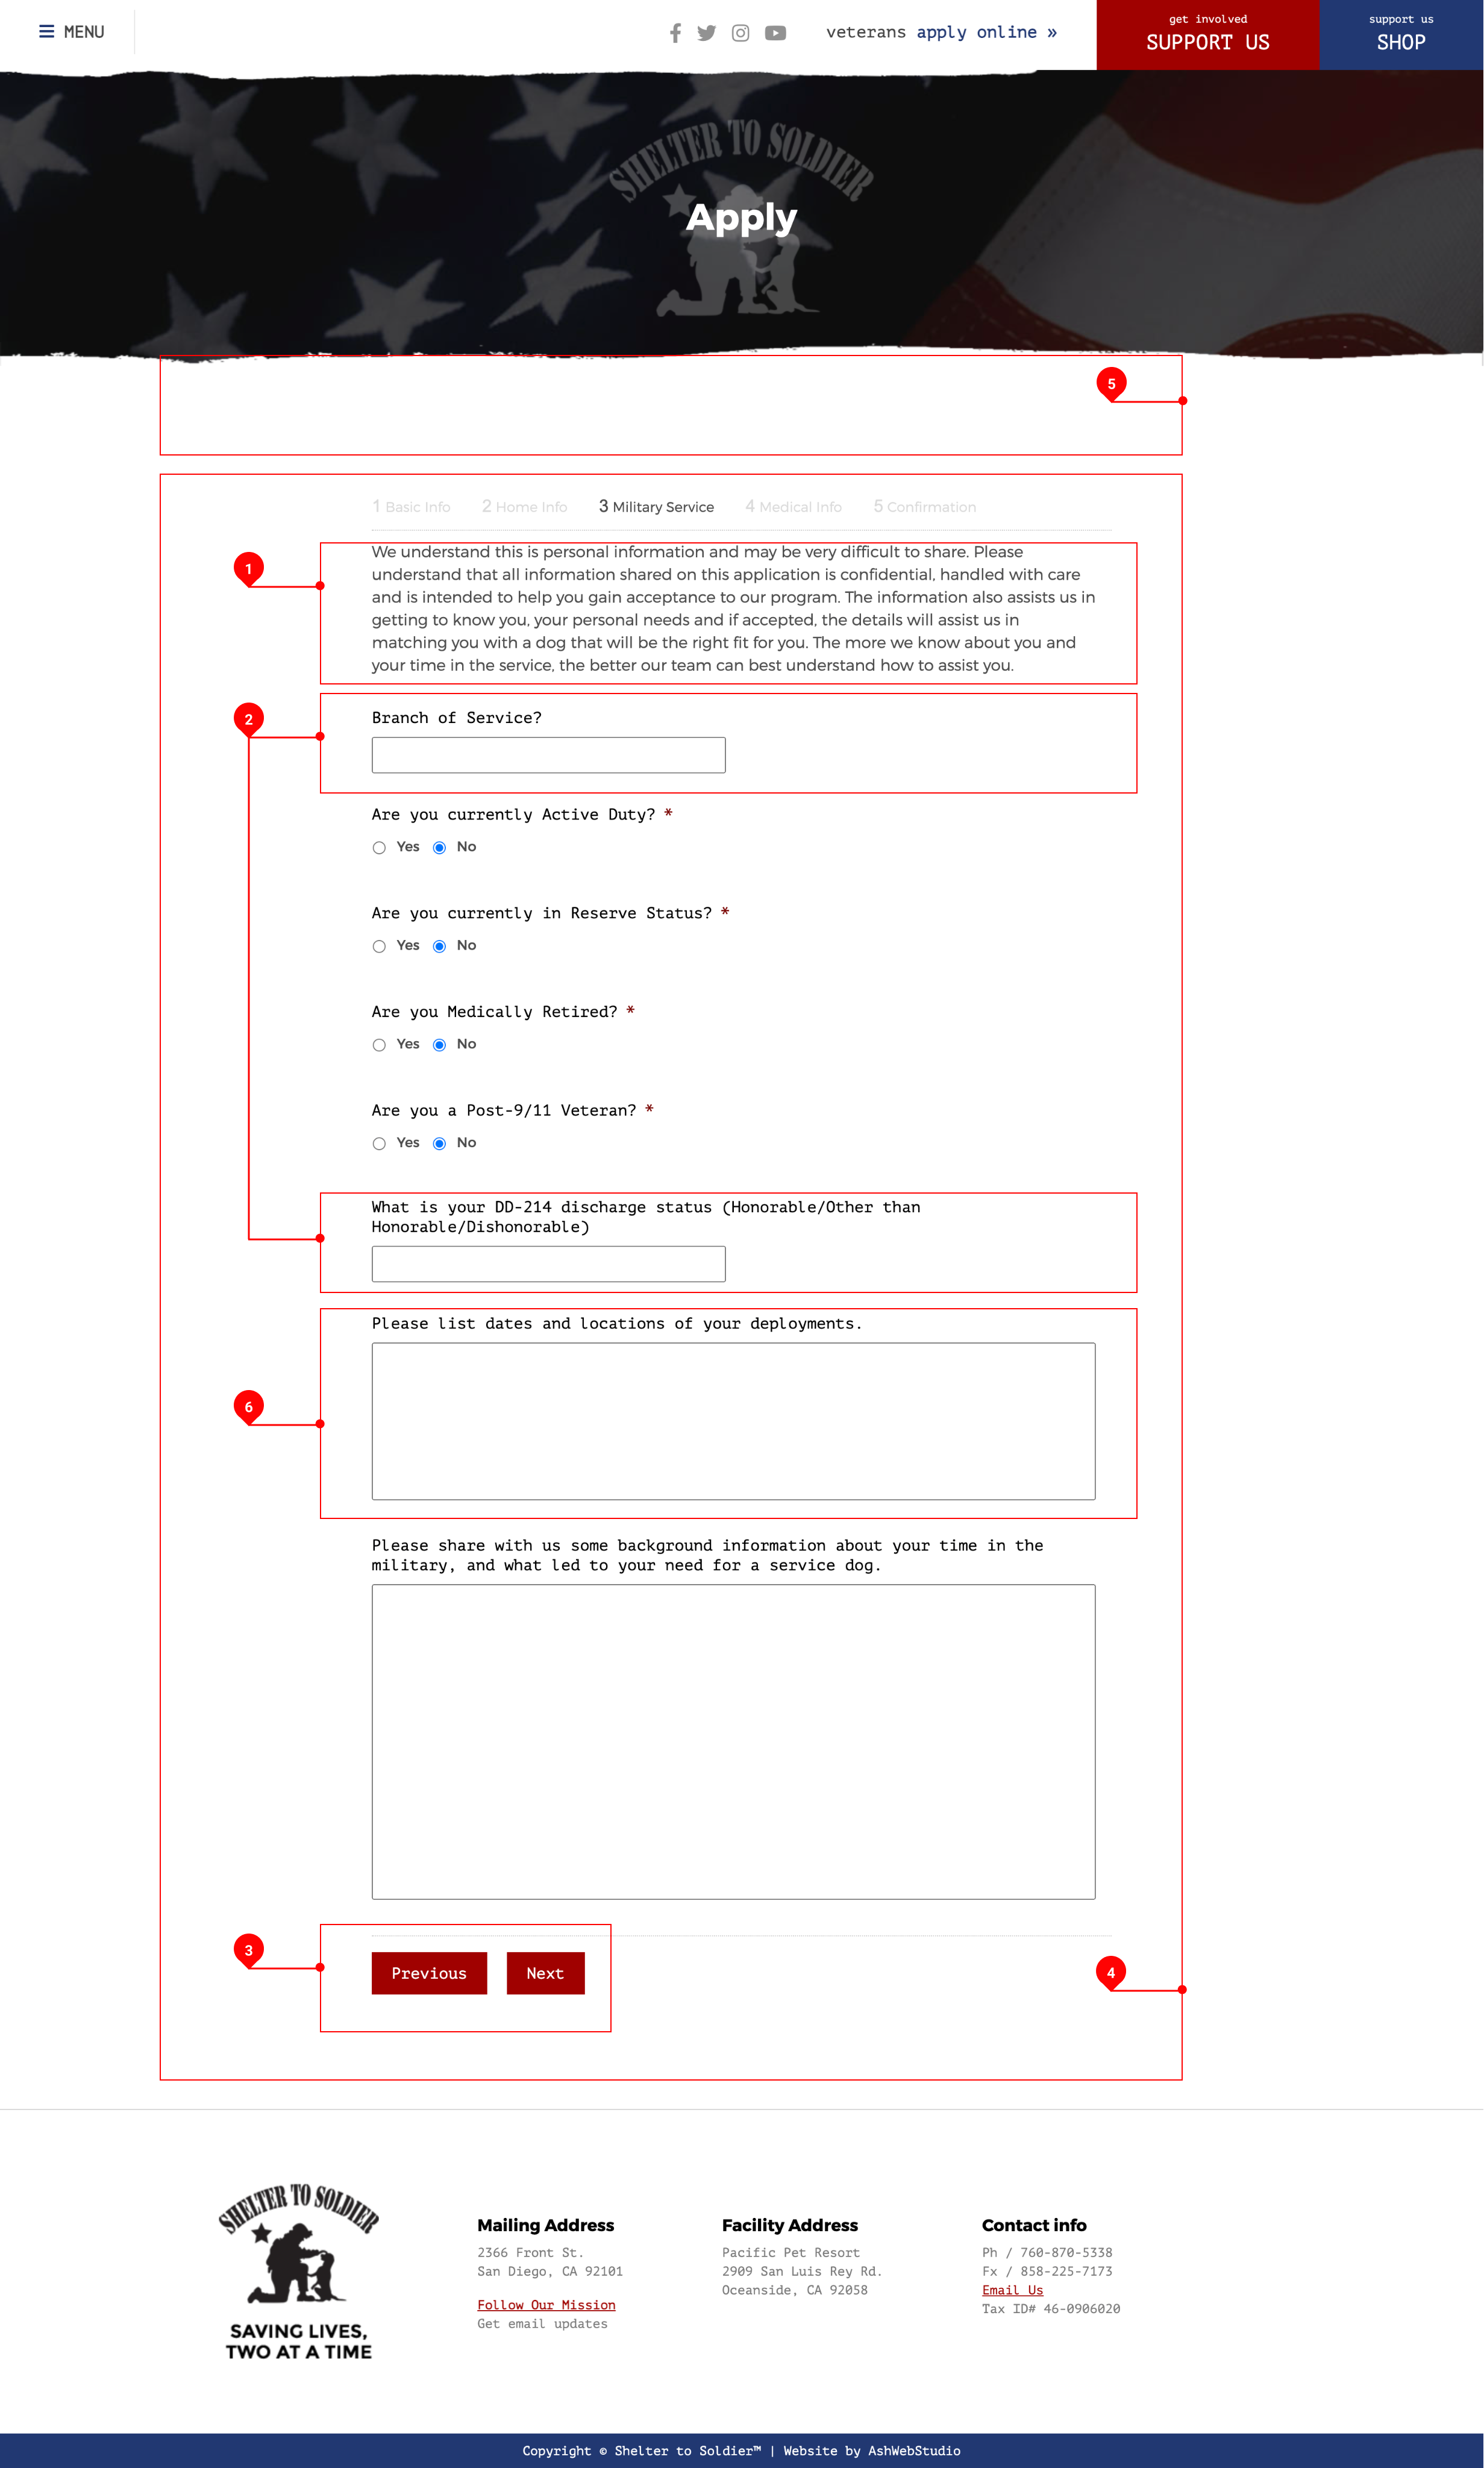 MENU
veterans apply online »
get involved
SUPPORT US
support us
SHOP
SHELTER TO SOLDIER
Apply
5
1 Basic Info 2 Home Info 3 Military Service 4 Medical Info 5 Confirmation
1
We understand this is personal information and may be very difficult to share. Please
understand that all information shared on this application is confidential, handled with care
and is intended to help you gain acceptance to our program. The information also assists us in
getting to know you, your personal needs and if accepted, the details will assist us in
matching you with a dog that will be the right fit for you. The more we know about you and
your time in the service, the better our team can best understand how to assist you.
2
Branch of Service?
Are you currently Active Duty? *
Yes No
Are you currently in Reserve Status? *
Yes No
Are you Medically Retired? *
Yes No
Are you a Post-9/11 Veteran? *
Yes No
What is your DD-214 discharge status (Honorable/Other than
Honorable/Dishonorable)
Please list dates and locations of your deployments.
6
Please share with us some background information about your time in the
military, and what led to your need for a service dog.
3
Previous Next
4
SHELTER TO SOLDIER
SAVING LIVES,
TWO AT A TIME
Mailing Address
2366 Front St.
San Diego, CA 92101
Follow Our Mission
Get email updates
Facility Address
Pacific Pet Resort
2909 San Luis Rey Rd.
Oceanside, CA 92058
Contact info
Ph / 760-870-5338
Fx / 858-225-7173
Email Us
Tax ID# 46-0906020
Copyright © Shelter to Soldier™ | Website by AshWebStudio